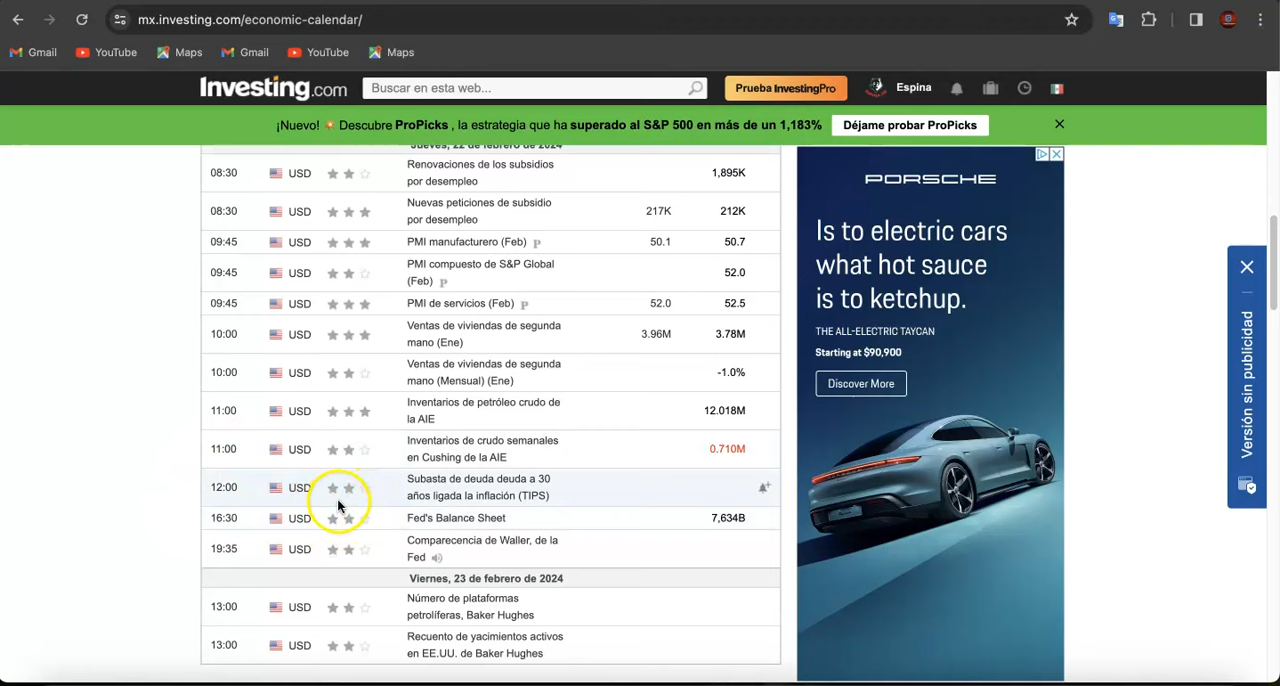 mx.investing.com/economic-calendar/
Gmail YouTube Maps Gmail YouTube Maps
Investing.com Buscar en esta web... Prueba InvestingPro Espina
¡Nuevo! Descubre ProPicks , la estrategia que ha superado al S&P 500 en más de un 1,183% Déjame probar ProPicks
Jueves, 22 de febrero de 2024
08:30 USD Renovaciones de los subsidios 1,895K
por desempleo
08:30 USD Nuevas peticiones de subsidio 217K 212K
por desempleo
09:45 USD PMI manufacturero (Feb) P 50.1 50.7
09:45 USD PMI compuesto de S&P Global 52.0
(Feb) P
09:45 USD PMI de servicios (Feb) P 52.0 52.5
10:00 USD Ventas de viviendas de segunda 3.96M 3.78M
mano (Ene)
10:00 USD Ventas de viviendas de segunda -1.0%
mano (Mensual) (Ene)
11:00 USD Inventarios de petróleo crudo de 12.018M
la AIE
11:00 USD Inventarios de crudo semanales 0.710M
en Cushing de la AIE
12:00 USD Subasta de deuda deuda a 30
años ligada la inflación (TIPS)
16:30 USD Fed's Balance Sheet 7,634B
19:35 USD Comparecencia de Waller, de la
Fed
Viernes, 23 de febrero de 2024
13:00 USD Número de plataformas
petrolíferas, Baker Hughes
13:00 USD Recuento de yacimientos activos
en EE.UU. de Baker Hughes
PORSCHE
Is to electric cars
what hot sauce
is to ketchup.
THE ALL-ELECTRIC TAYCAN
Starting at $90,900
Discover More
Versión sin publicidad